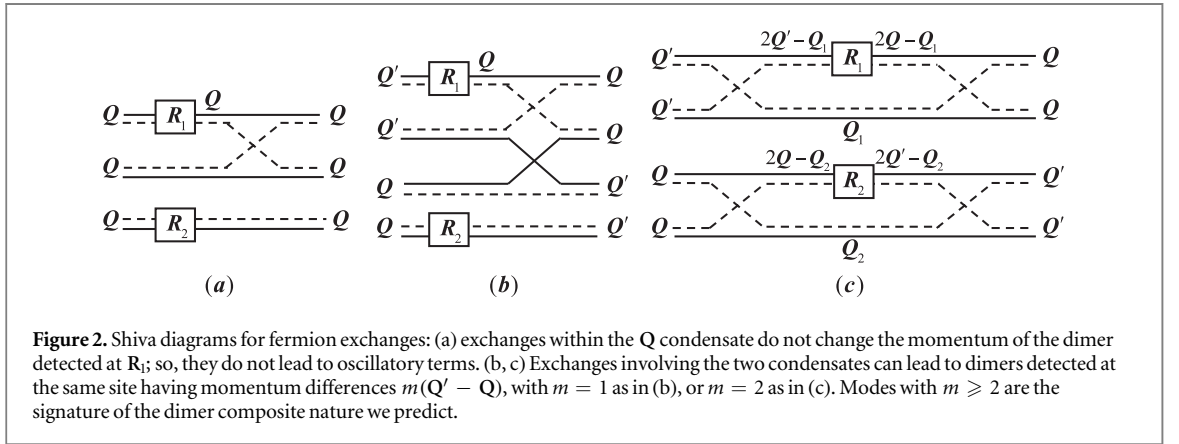 Q R₁ Q Q
Q Q
Q R₂ Q
(a)
Q′ R₁ Q Q
Q′ Q
Q Q′
Q R₂ Q′
(b)
Q′ 2Q′ – Q₁ R₁ 2Q – Q₁ Q
Q′ Q
Q₁
Q 2Q – Q₂ R₂ 2Q′ – Q₂ Q′
Q Q′
Q₂
(c)
Figure 2. Shiva diagrams for fermion exchanges: (a) exchanges within the Q condensate do not change the momentum of the dimer
detected at R₁; so, they do not lead to oscillatory terms. (b, c) Exchanges involving the two condensates can lead to dimers detected at
the same site having momentum differences m(Q′ − Q), with m = 1 as in (b), or m = 2 as in (c). Modes with m ⩾ 2 are the
signature of the dimer composite nature we predict.